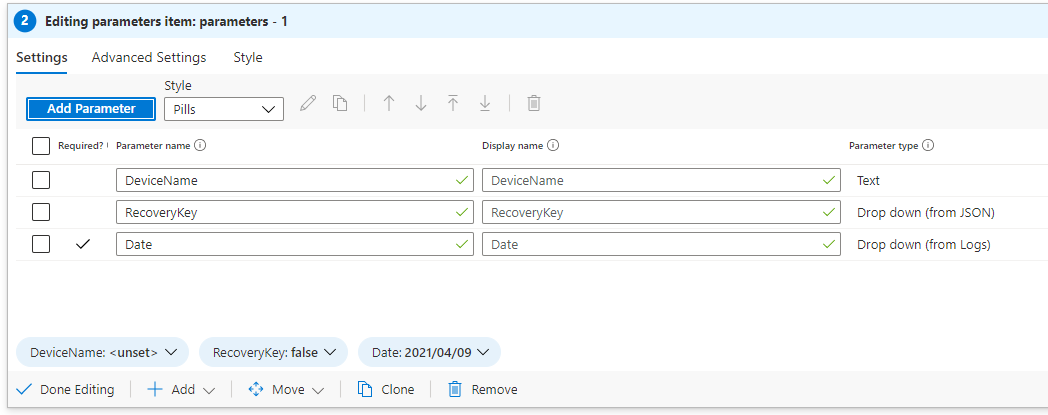 2 Editing parameters item: parameters - 1
Settings Advanced Settings Style
Style
Add Parameter Pills
Required? Parameter name Display name Parameter type
DeviceName DeviceName Text
RecoveryKey RecoveryKey Drop down (from JSON)
Date Date Drop down (from Logs)
DeviceName: <unset> RecoveryKey: false Date: 2021/04/09
Done Editing Add Move Clone Remove